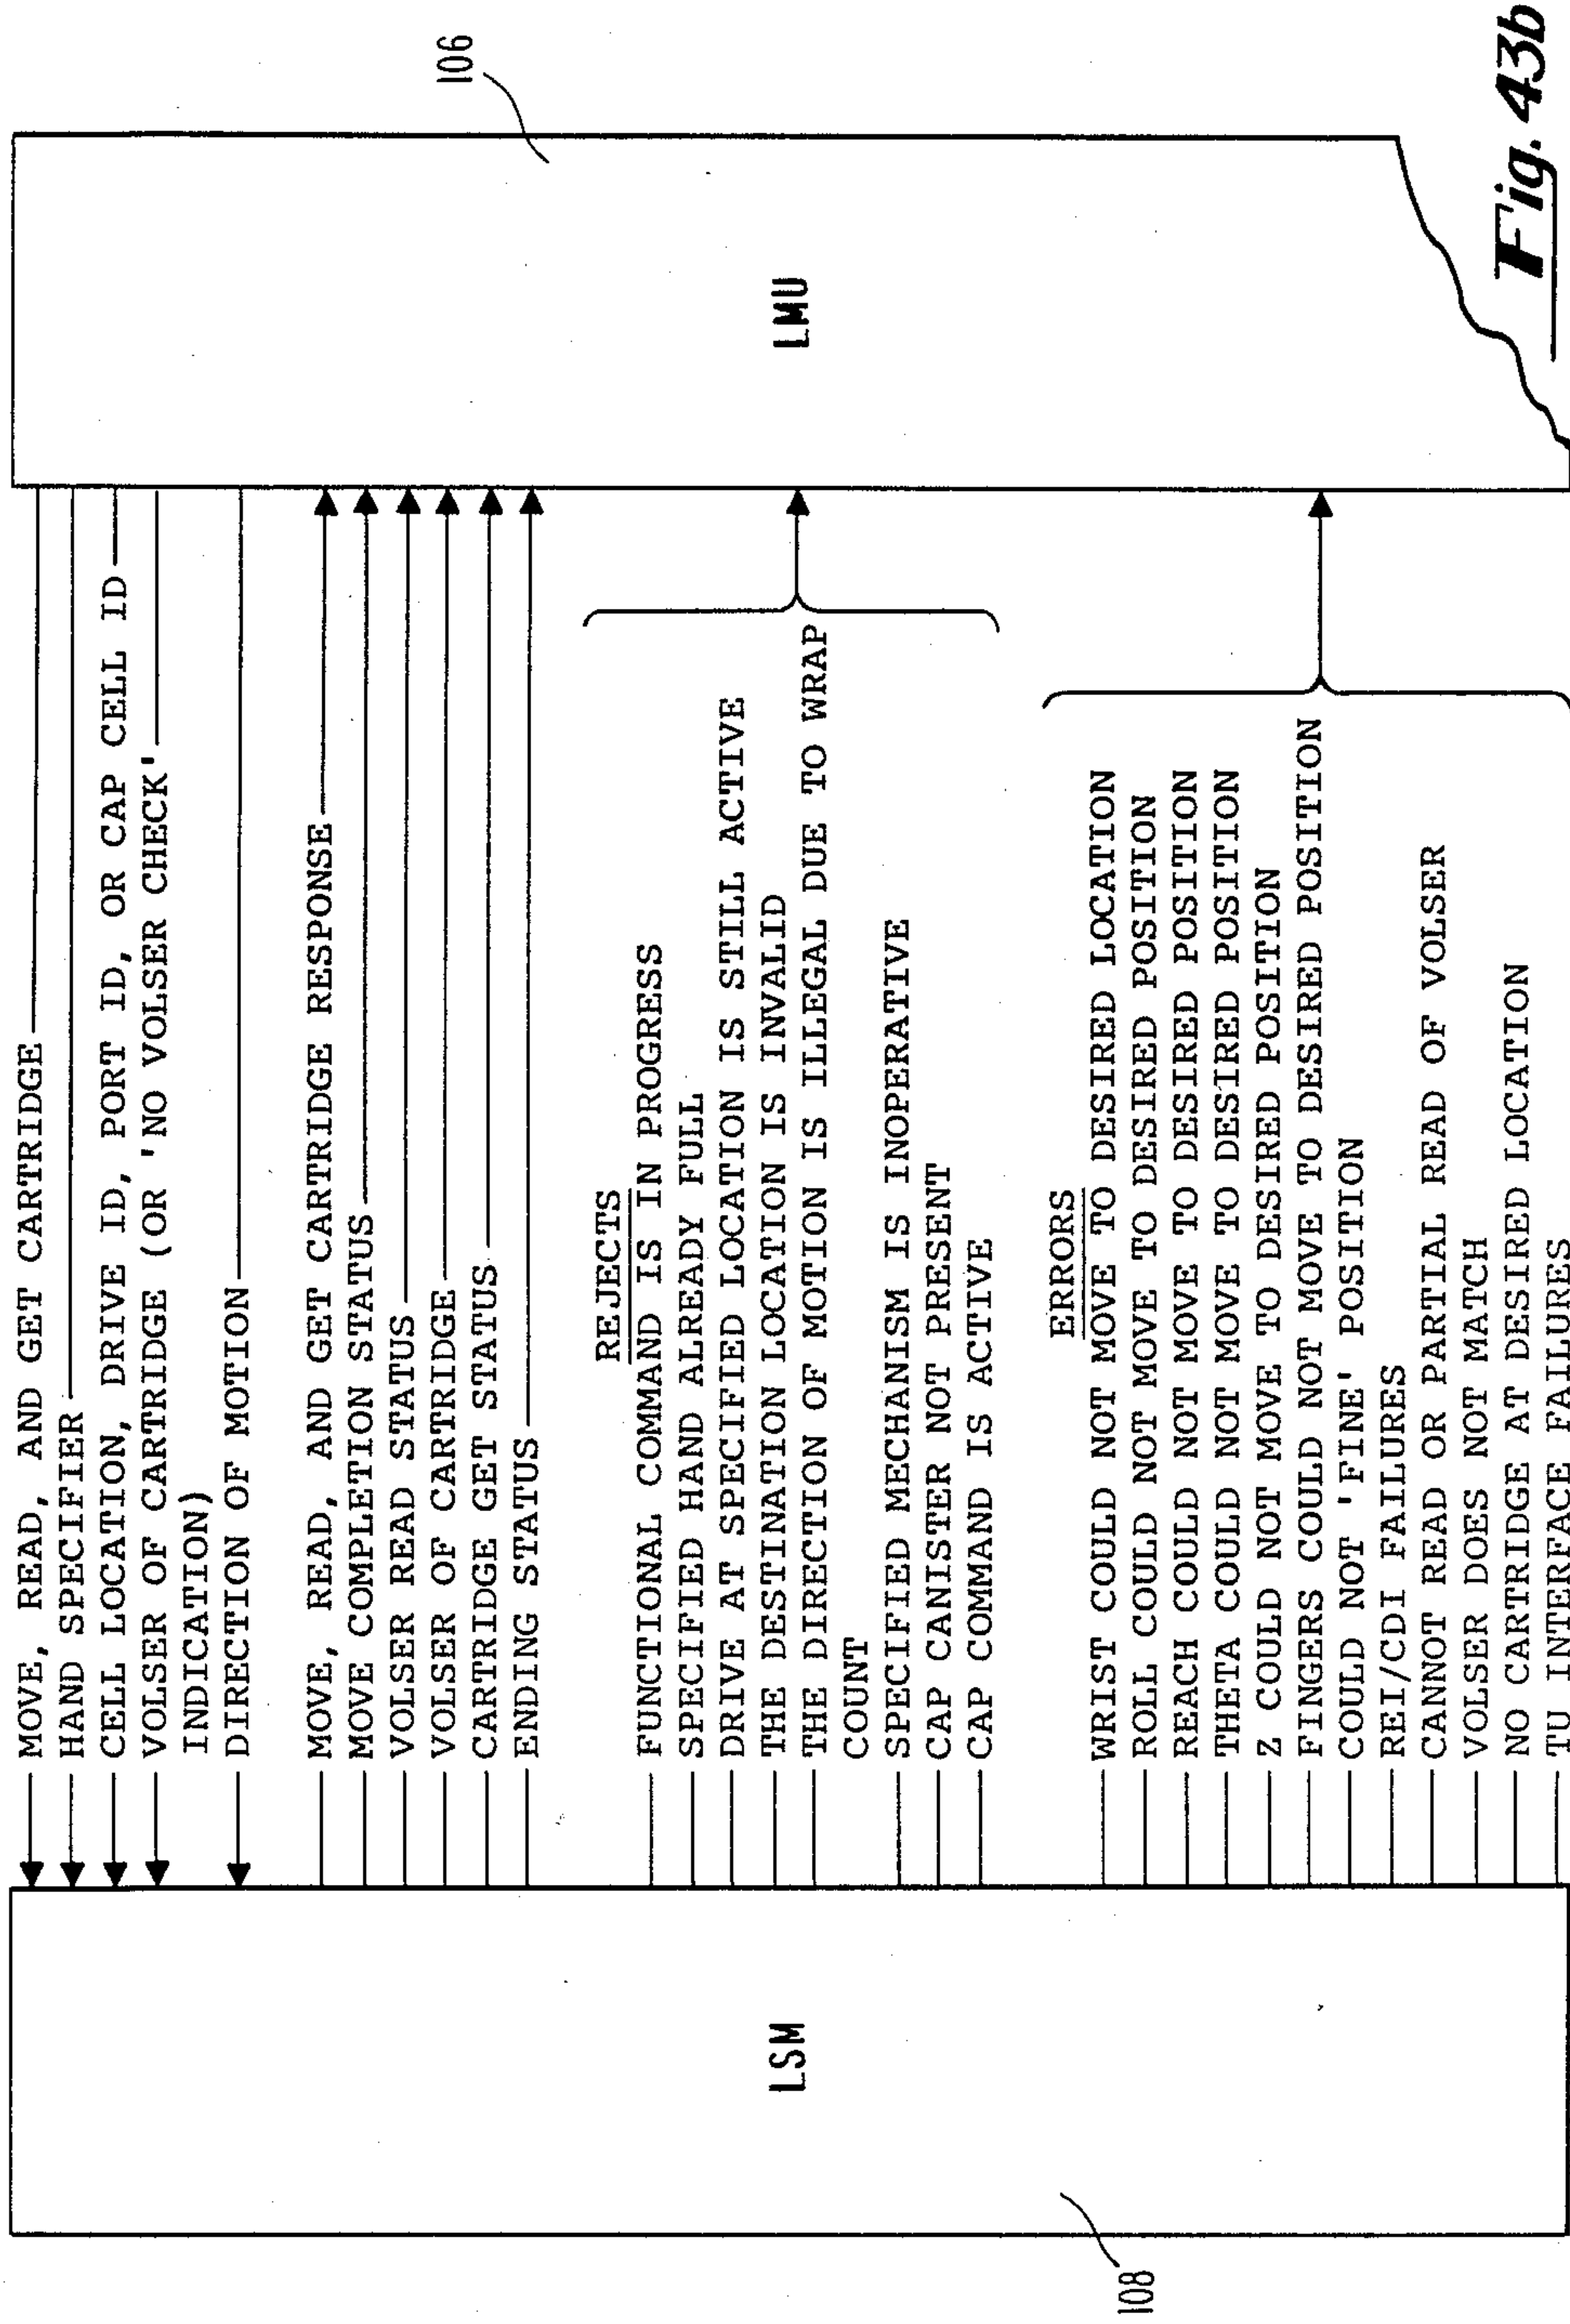 MOVE, READ, AND GET CARTRIDGE
HAND SPECIFIER
CELL LOCATION, DRIVE ID, PORT ID, OR CAP CELL ID
VOLSER OF CARTRIDGE (OR 'NO VOLSER CHECK'
INDICATION)
DIRECTION OF MOTION
MOVE, READ, AND GET CARTRIDGE RESPONSE
MOVE COMPLETION STATUS
VOLSER READ STATUS
VOLSER OF CARTRIDGE
CARTRIDGE GET STATUS
ENDING STATUS
REJECTS
FUNCTIONAL COMMAND IS IN PROGRESS
SPECIFIED HAND ALREADY FULL
DRIVE AT SPECIFIED LOCATION IS STILL ACTIVE
THE DESTINATION LOCATION IS INVALID
THE DIRECTION OF MOTION IS ILLEGAL DUE TO WRAP
COUNT
SPECIFIED MECHANISM IS INOPERATIVE
CAP CANISTER NOT PRESENT
CAP COMMAND IS ACTIVE
ERRORS
WRIST COULD NOT MOVE TO DESIRED LOCATION
ROLL COULD NOT MOVE TO DESIRED POSITION
REACH COULD NOT MOVE TO DESIRED POSITION
THETA COULD NOT MOVE TO DESIRED POSITION
Z COULD NOT MOVE TO DESIRED POSITION
FINGERS COULD NOT MOVE TO DESIRED POSITION
COULD NOT 'FINE' POSITION
REI/CDI FAILURES
CANNOT READ OR PARTIAL READ OF VOLSER
VOLSER DOES NOT MATCH
NO CARTRIDGE AT DESIRED LOCATION
TU INTERFACE FAILURES
LSM
108
LMU
106
Fig. 43b